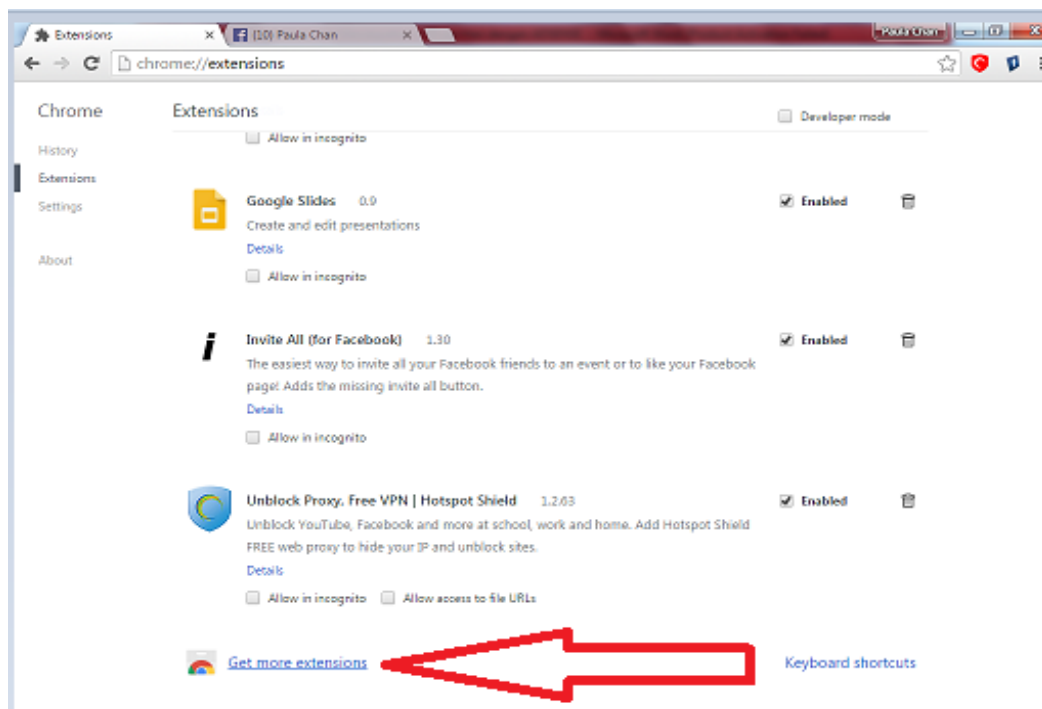 Extensions
(10) Paula Chan
Paula Chan
chrome://extensions
Chrome
Extensions
Developer mode
History
Extensions
Settings
About
Allow in incognito
Google Slides 0.9
Enabled
Create and edit presentations
Details
Allow in incognito
Invite All (for Facebook) 1.30
Enabled
The easiest way to invite all your Facebook friends to an event or to like your Facebook
page! Adds the missing invite all button.
Details
Allow in incognito
Unblock Proxy. Free VPN | Hotspot Shield 1.2.63
Enabled
Unblock YouTube, Facebook and more at school, work and home. Add Hotspot Shield
FREE web proxy to hide your IP and unblock sites.
Details
Allow in incognito Allow access to file URLs
Get more extensions
Keyboard shortcuts